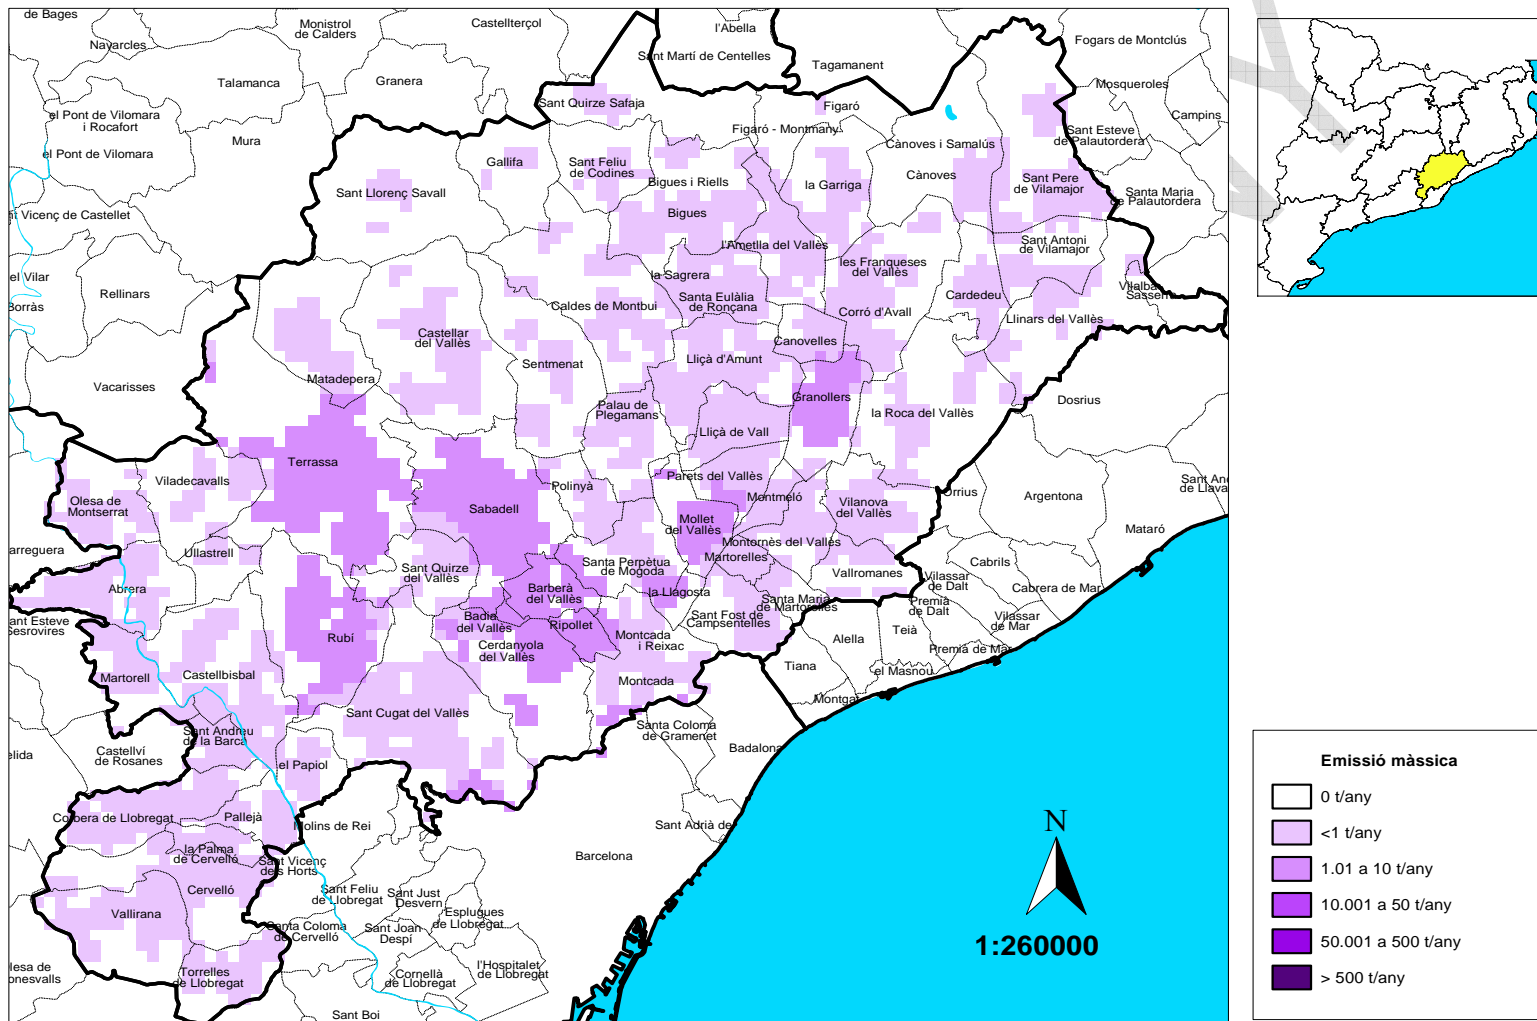 de Bages
Nayarcles
Monistrol
de Calders
Castellterçol
l'Abella
Sant Martí de Centelles
Tagamanent
Fogars de Montclús
Talamanca
Granera
Mosqueroles
Campins
el Pont de Vilomara
i Rocafort
Mura
Sant Quirze Safaja
Figaró
Figaró - Montmany
Sant Esteve
de Palautordera
el Pont de Vilomara
Gallifa
Sant Feliu
de Codines
Cànoves i Samalús
Bigues i Riells
la Garriga
Cànoves
Sant Pere
de Vilamajor
Santa Maria
de Palautordera
Sant Llorenç Savall
nt Vicenç de Castellet
Bigues
l'Ametlla del Vallès
Sant Antoni
de Vilamajor
el Vilar
Rellinars
la Sagrera
les Franqueses
del Vallès
Borràs
Caldes de Montbui
Santa Eulàlia
de Ronçana
Corró d'Avall
Cardedeu
Vilalba
Sasserr
Llinars del Vallès
Castellar
del Vallès
Canovelles
Sentmenat
Lliçà d'Amunt
Vacarisses
Matadepera
Granollers
Palau de
Plegamans
la Roca del Vallès
Dosrius
Lliçà de Vall
Terrassa
Viladecavalls
Polinyà
Parets del Vallès
Sant And
de Llava
Olesa de
Montserrat
Sabadell
Montmeló
Vilanova
del Vallès
Orrius
Argentona
Mollet
del Vallès
Mataró
arreguera
Ullastrell
Montornès del Vallès
Martorelles
Sant Quirze
del Vallès
Santa Perpètua
de Mogoda
Vallromanes
Cabrils
Vilassar
de Dalt
Cabrera de Mar
Abrera
Barberà
del Vallès
la Llagosta
Santa Maria
de Martorelles
Premià
de Dalt
ant Esteve
Sesrovires
Badia
del Vallès
Ripollet
Sant Fost de
Campsentelles
Vilassar
de Mar
Rubí
Montcada
i Reixac
Alella
Teià
Cerdanyola
del Vallès
Premià de Mar
Martorell
Castellbisbal
Montcada
Tiana
el Masnou
Montgat
Sant Cugat del Vallès
Santa Coloma
de Gramenet
Badalona
Sant Andreu
de la Barca
Castellví
de Rosanes
elida
el Papiol
Corbera de Llobregat
Pallejà
Molins de Rei
Sant Adrià de
la Palma
de Cervelló
Sant Vicenç
dels Horts
Barcelona
Cervelló
Sant Feliu
de Llobregat
Sant Just
Desvern
Vallirana
Esplugues
de Llobregat
Santa Coloma
de Cervelló
Sant Joan
Despí
lesa de
onesvalls
Torrelles
de Llobregat
Cornellà
de Llobregat
l'Hospitalet
de Llobregat
Sant Boi
N
1:260000
Emissió màssica
0 t/any
<1 t/any
1.01 a 10 t/any
10.001 a 50 t/any
50.001 a 500 t/any
> 500 t/any